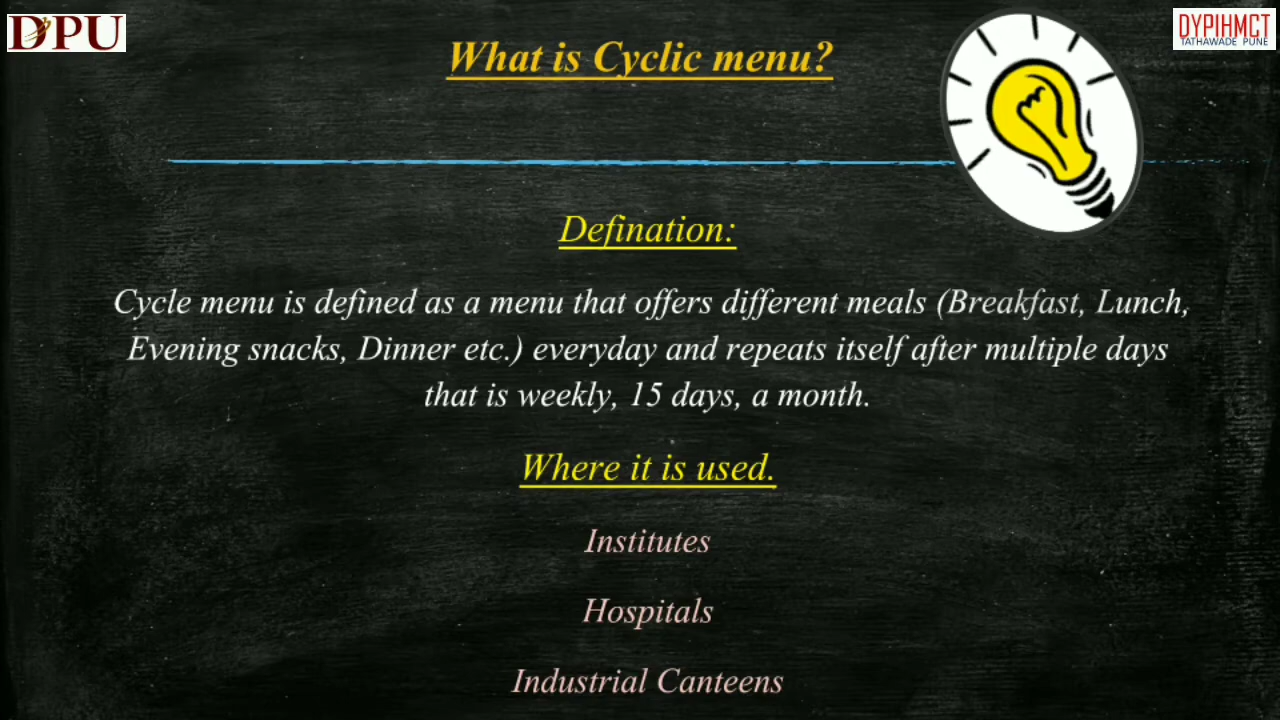 DPU
DYPIHMCT
TATHAWADE PUNE
What is Cyclic menu?
Defination:
Cycle menu is defined as a menu that offers different meals (Breakfast, Lunch,
Evening snacks, Dinner etc.) everyday and repeats itself after multiple days
that is weekly, 15 days, a month.
Where it is used.
Institutes
Hospitals
Industrial Canteens